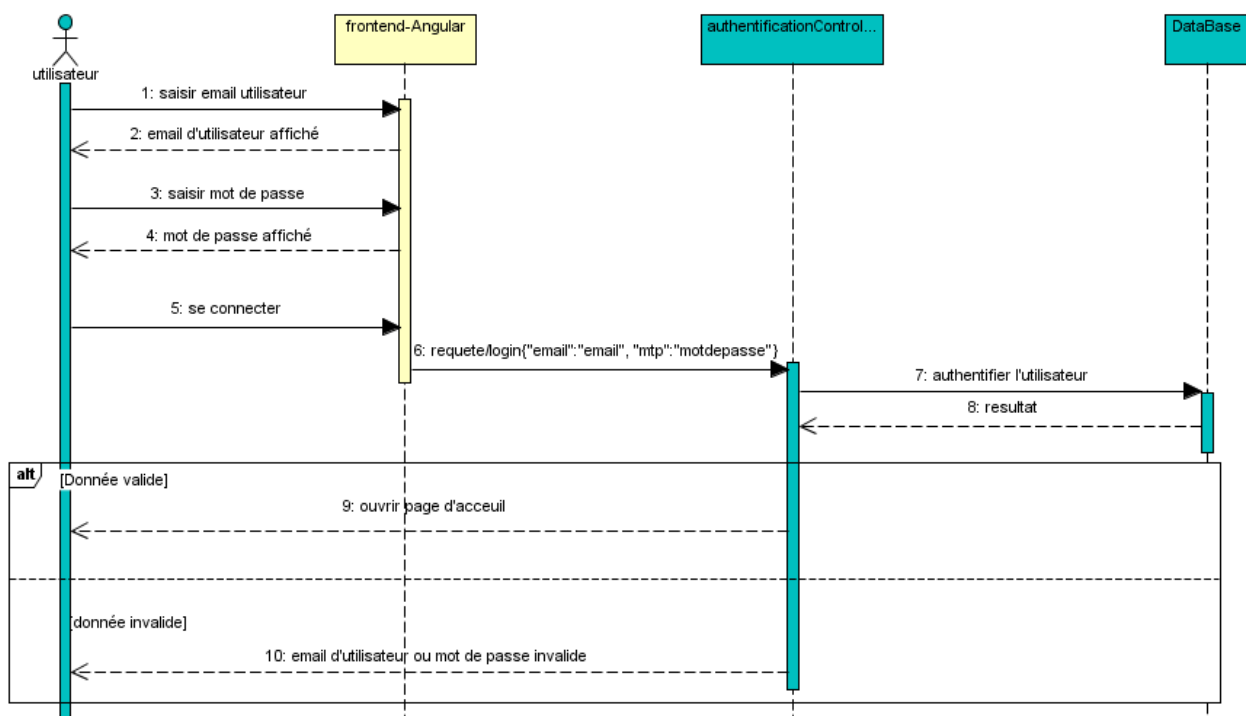 frontend-Angular
authentificationControl...
DataBase
utilisateur
1: saisir email utilisateur
2: email d'utilisateur affiché
3: saisir mot de passe
4: mot de passe affiché
5: se connecter
6: requete/login{"email":"email", "mtp":"motdepasse"}
7: authentifier l'utilisateur
8: resultat
alt
[Donnée valide]
9: ouvrir page d'acceuil
[donnée invalide]
10: email d'utilisateur ou mot de passe invalide